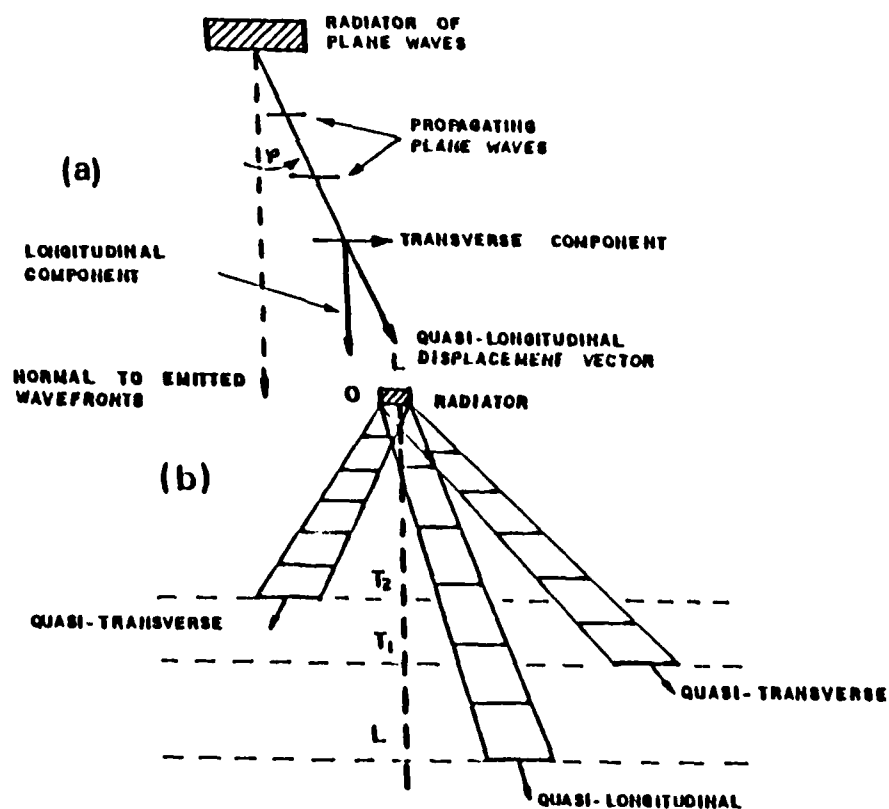 RADIATOR OF
PLANE WAVES
PROPAGATING
PLANE WAVES
(a)
φ
TRANSVERSE COMPONENT
LONGITUDINAL
COMPONENT
QUASI-LONGITUDINAL
DISPLACEMENT VECTOR
L
NORMAL TO EMITTED
WAVEFRONTS
O
RADIATOR
(b)
T2
QUASI-TRANSVERSE
T1
QUASI-TRANSVERSE
L
QUASI-LONGITUDINAL